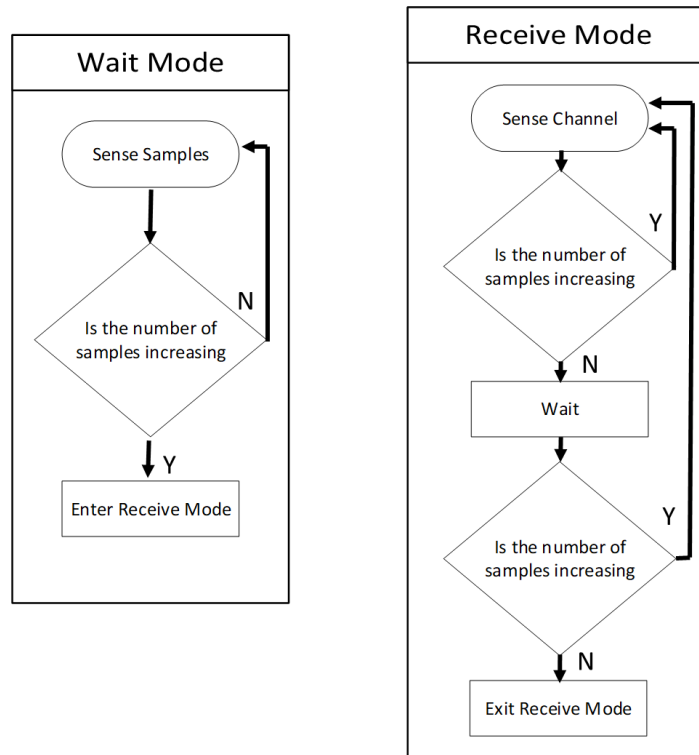 Wait Mode
Sense Samples
N
Is the number of
samples increasing
Y
Enter Receive Mode
Receive Mode
Sense Channel
Y
Is the number of
samples increasing
N
Wait
Y
Is the number of
samples increasing
N
Exit Receive Mode